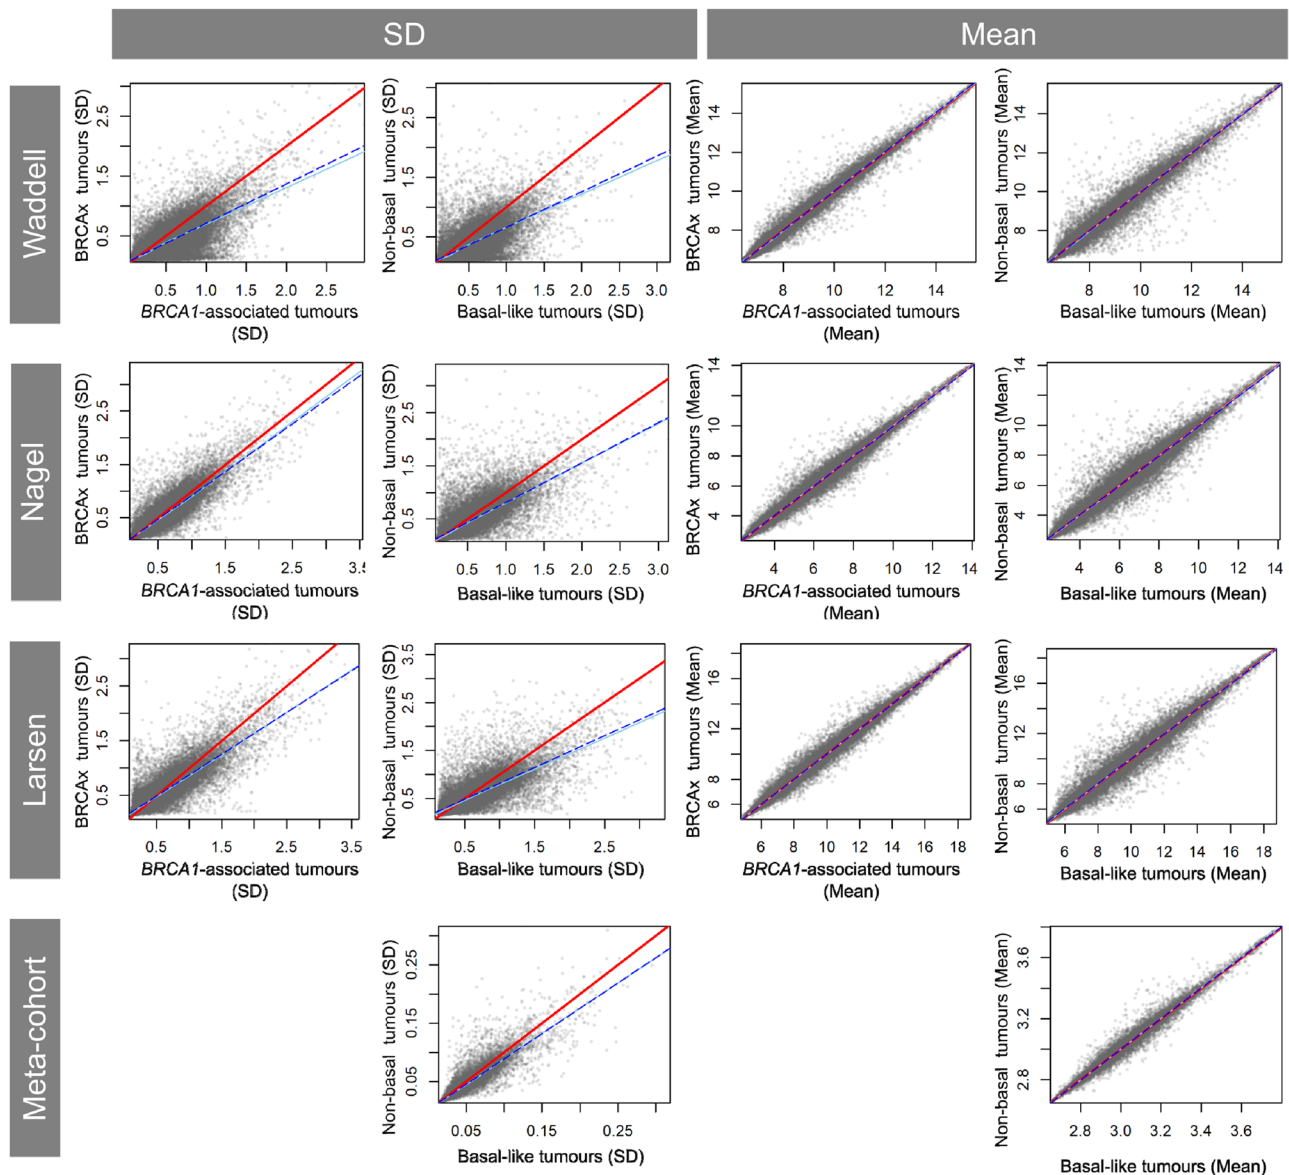 SD
Mean
Waddell
BRCAx tumours (SD)
2.5
1.5
0.5
0.5 1.0 1.5 2.0 2.5
BRCA1-associated tumours
(SD)
Non-basal tumours (SD)
2.5
1.5
0.5
0.5 1.0 1.5 2.0 2.5 3.0
Basal-like tumours (SD)
BRCAx tumours (Mean)
14
12
10
8
8 10 12 14
BRCA1-associated tumours
(Mean)
Non-basal tumours (Mean)
14
12
10
8
8 10 12 14
Basal-like tumours (Mean)
Nagel
BRCAx tumours (SD)
2.5
1.5
0.5
0.5 1.5 2.5 3.5
BRCA1-associated tumours
(SD)
Non-basal tumours (SD)
2.5
1.5
0.5
0.5 1.0 1.5 2.0 2.5 3.0
Basal-like tumours (SD)
BRCAx tumours (Mean)
14
10
8
6
4
4 6 8 10 12 14
BRCA1-associated tumours
(Mean)
Non-basal tumours (Mean)
14
10
8
6
4
4 6 8 10 12 14
Basal-like tumours (Mean)
Larsen
BRCAx tumours (SD)
2.5
1.5
0.5
0.5 1.5 2.5 3.5
BRCA1-associated tumours
(SD)
Non-basal tumours (SD)
3.5
2.5
1.5
0.5
0.5 1.5 2.5
Basal-like tumours (SD)
BRCAx tumours (Mean)
16
12
8
6
6 8 10 12 14 16 18
BRCA1-associated tumours
(Mean)
Non-basal tumours (Mean)
16
12
8
6
6 8 10 12 14 16 18
Basal-like tumours (Mean)
Meta-cohort
Non-basal tumours (SD)
0.25
0.15
0.05
0.05 0.15 0.25
Basal-like tumours (SD)
Non-basal tumours (Mean)
3.6
3.2
2.8
2.8 3.0 3.2 3.4 3.6
Basal-like tumours (Mean)